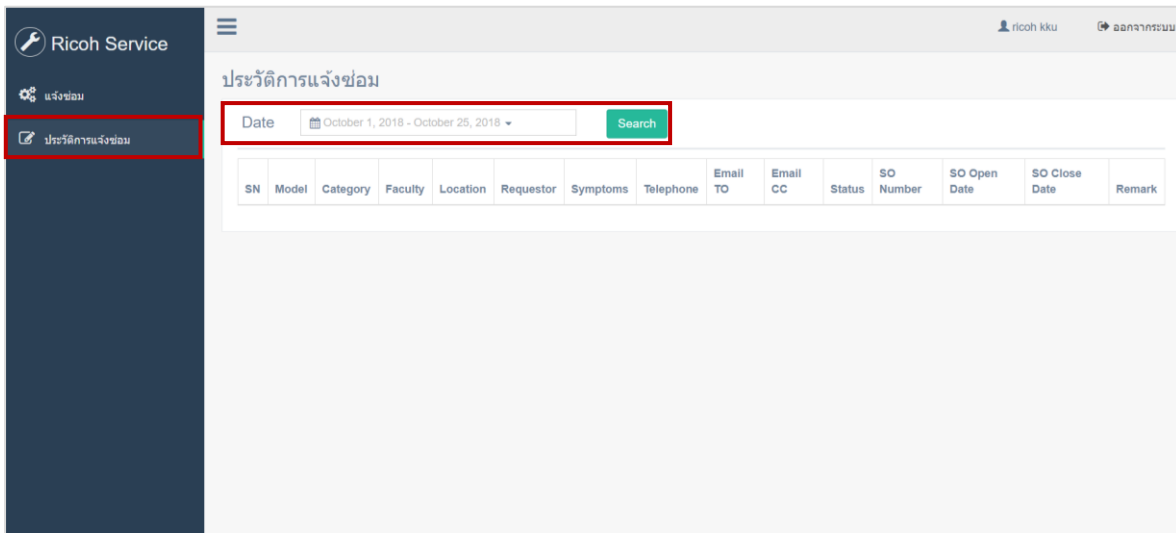 Ricoh Service
ricoh kku
ออกจากระบบ
แจ้งซ่อม
ประวัติการแจ้งซ่อม
ประวัติการแจ้งซ่อม
Date
October 1, 2018 - October 25, 2018
Search
SN Model Category Faculty Location Requestor Symptoms Telephone Email TO Email CC Status SO Number SO Open Date SO Close Date Remark